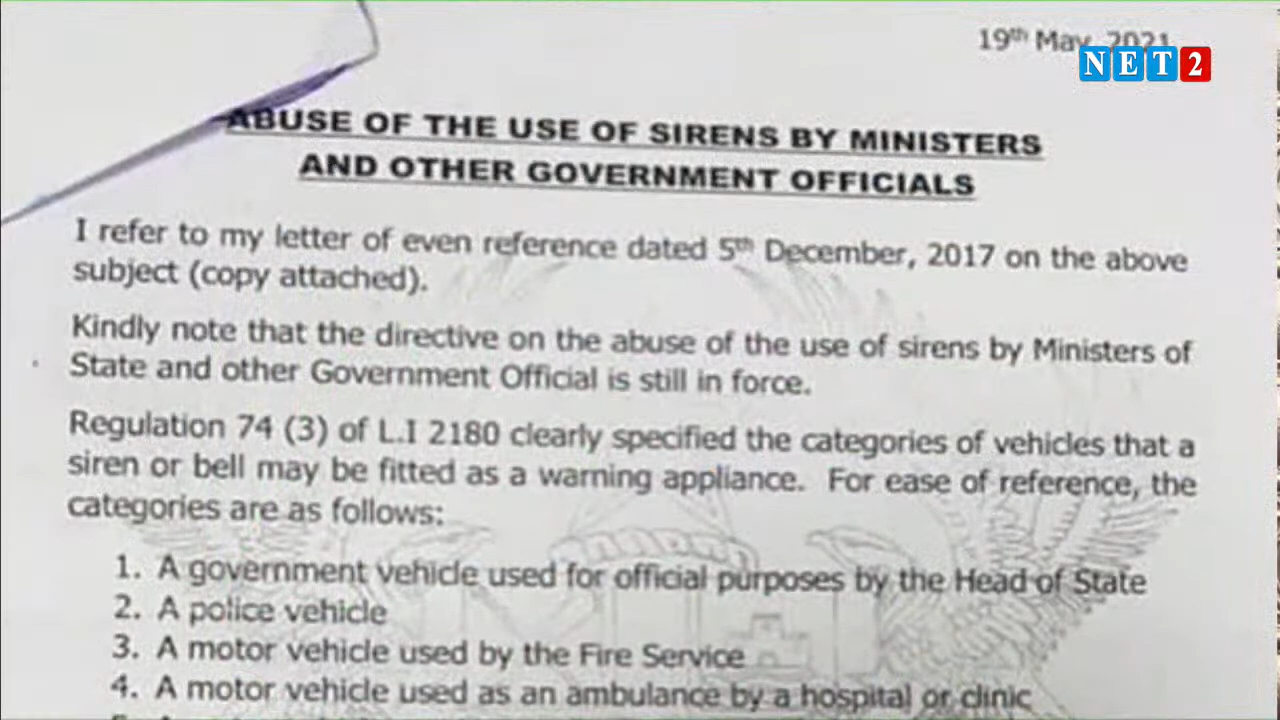 19th May, 2021
NET2
ABUSE OF THE USE OF SIRENS BY MINISTERS
AND OTHER GOVERNMENT OFFICIALS
I refer to my letter of even reference dated 5th December, 2017 on the above
subject (copy attached).
Kindly note that the directive on the abuse of the use of sirens by Ministers of
State and other Government Official is still in force.
Regulation 74 (3) of L.I 2180 clearly specified the categories of vehicles that a
siren or bell may be fitted as a warning appliance. For ease of reference, the
categories are as follows:
1. A government vehicle used for official purposes by the Head of State
2. A police vehicle
3. A motor vehicle used by the Fire Service
4. A motor vehicle used as an ambulance by a hospital or clinic